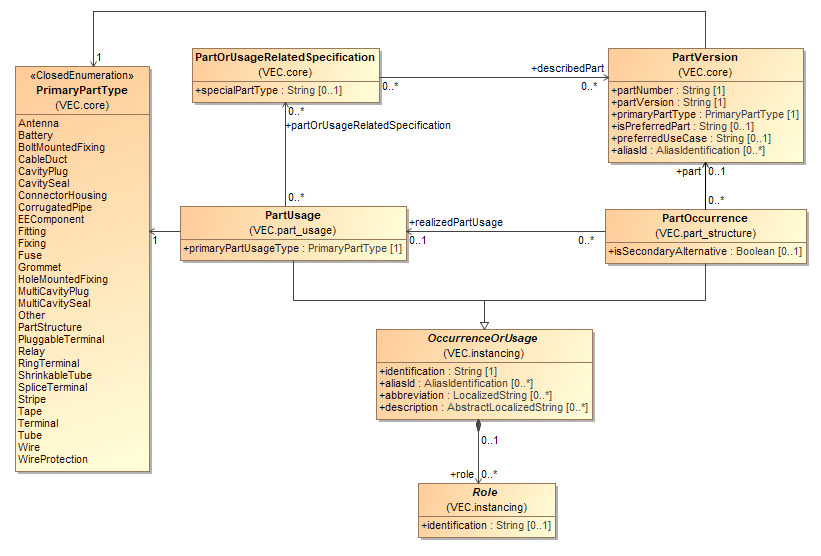 1
«ClosedEnumeration»
PrimaryPartType
(VEC.core)
Antenna
Battery
BoltMountedFixing
CableDuct
CavityPlug
CavitySeal
ConnectorHousing
CorrugatedPipe
EEComponent
Fitting
Fixing
Fuse
Grommet
HoleMountedFixing
MultiCavityPlug
MultiCavitySeal
Other
PartStructure
PluggableTerminal
Relay
RingTerminal
ShrinkableTube
SpliceTerminal
Stripe
Tape
Terminal
Tube
Wire
WireProtection
PartOrUsageRelatedSpecification
(VEC.core)
+specialPartType : String [0..1]
0..*
+describedPart
0..*
PartVersion
(VEC.core)
+partNumber : String [1]
+partVersion : String [1]
+primaryPartType : PrimaryPartType [1]
+isPreferredPart : String [0..1]
+preferredUseCase : String [0..1]
+aliasId : AliasIdentification [0..*]
0..*
+partOrUsageRelatedSpecification
0..*
+part
0..1
0..*
1
PartUsage
(VEC.part_usage)
+primaryPartUsageType : PrimaryPartType [1]
+realizedPartUsage
0..1
0..*
PartOccurrence
(VEC.part_structure)
+isSecondaryAlternative : Boolean [0..1]
OccurrenceOrUsage
(VEC.instancing)
+identification : String [1]
+aliasId : AliasIdentification [0..*]
+abbreviation : LocalizedString [0..*]
+description : AbstractLocalizedString [0..*]
0..1
+role
0..*
Role
(VEC.instancing)
+identification : String [0..1]